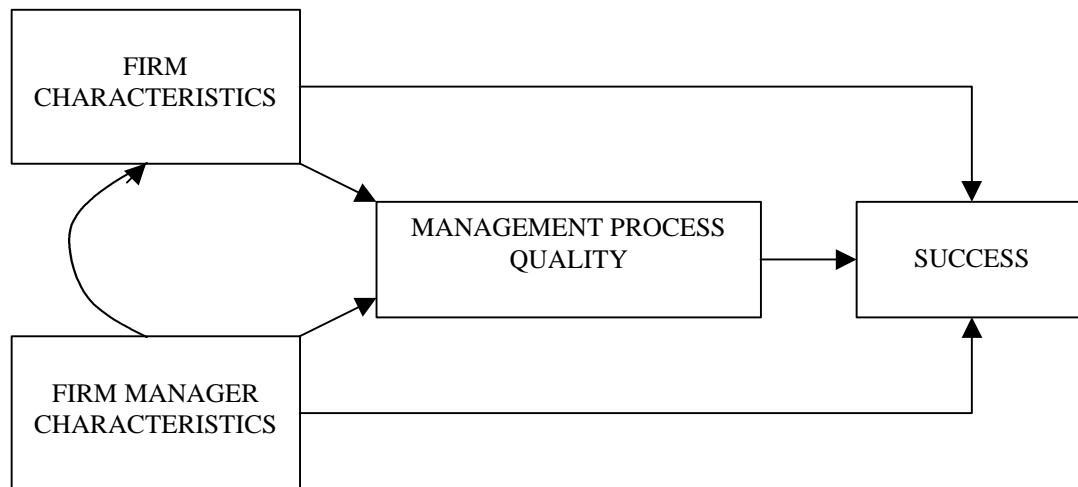 FIRM
CHARACTERISTICS
MANAGEMENT PROCESS
QUALITY
SUCCESS
FIRM MANAGER
CHARACTERISTICS